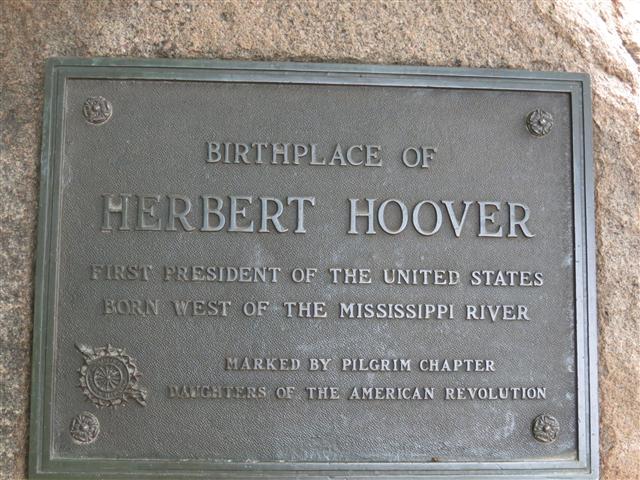 BIRTHPLACE OF
HERBERT HOOVER
FIRST PRESIDENT OF THE UNITED STATES
BORN WEST OF THE MISSISSIPPI RIVER
MARKED BY PILGRIM CHAPTER
DAUGHTERS OF THE AMERICAN REVOLUTION